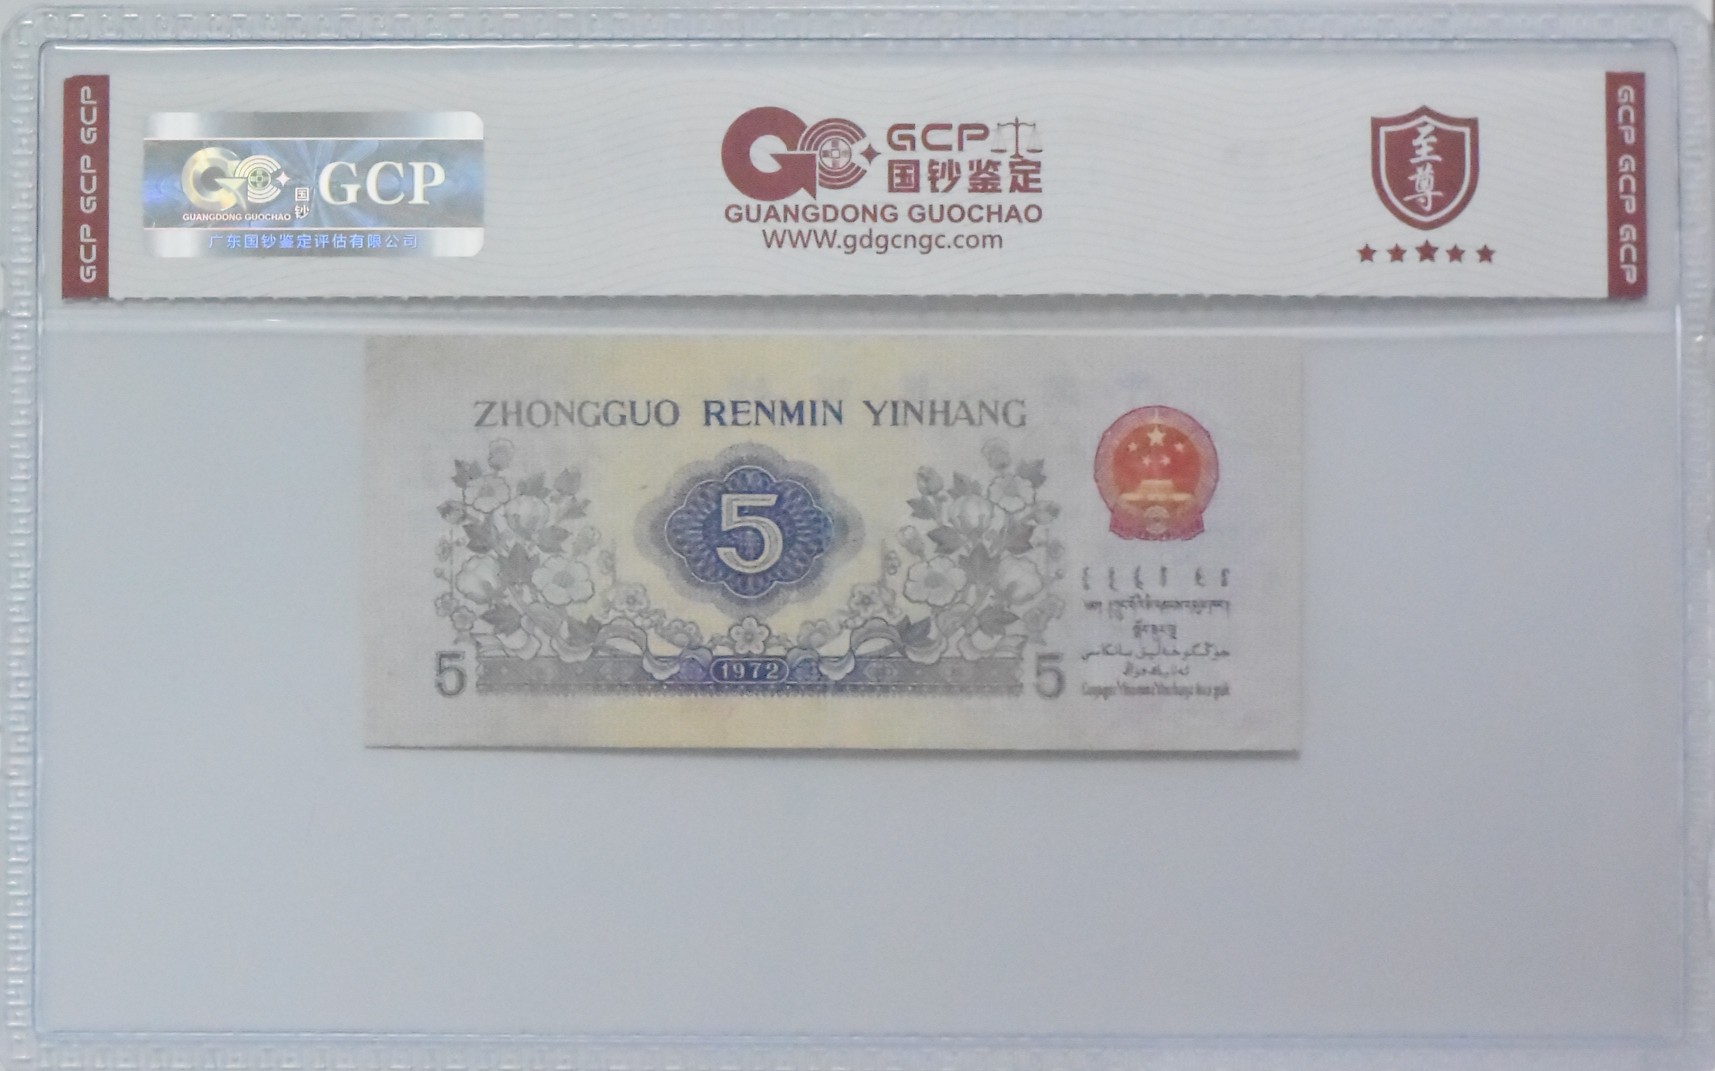 GCP GCP GCP
国钞
GCP
GUANGDONG GUOCHAO
广东国钞鉴定评估有限公司
GCP
国钞鉴定
GUANGDONG GUOCHAO
WWW.gdgcngc.com
至尊
GCP GCP GCP
ZHONGGUO RENMIN YINHANG
5
1972
5
5